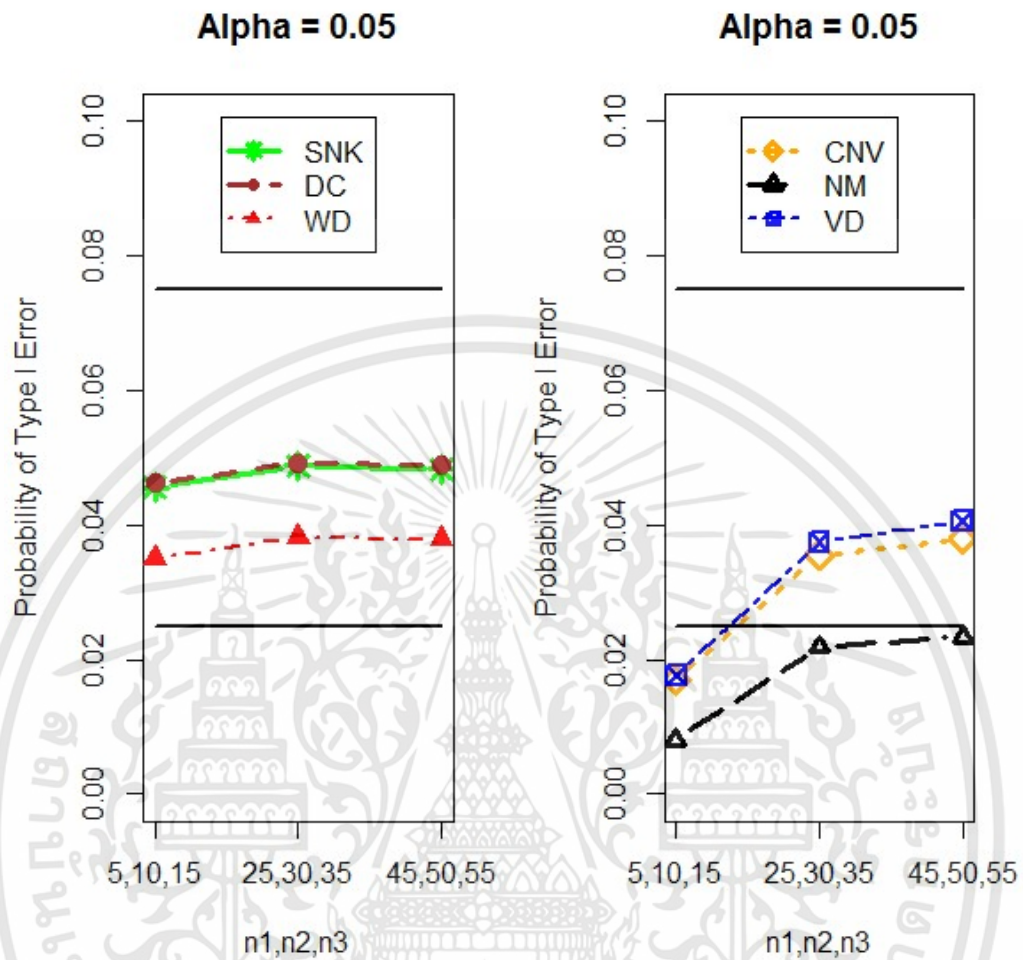 Alpha = 0.05
SNK
DC
WD
0.10
0.08
0.06
0.04
0.02
0.00
Probability of Type I Error
5,10,15
25,30,35
45,50,55
n1,n2,n3
Alpha = 0.05
CNV
NM
VD
0.10
0.08
0.06
0.04
0.02
0.00
Probability of Type I Error
5,10,15
25,30,35
45,50,55
n1,n2,n3